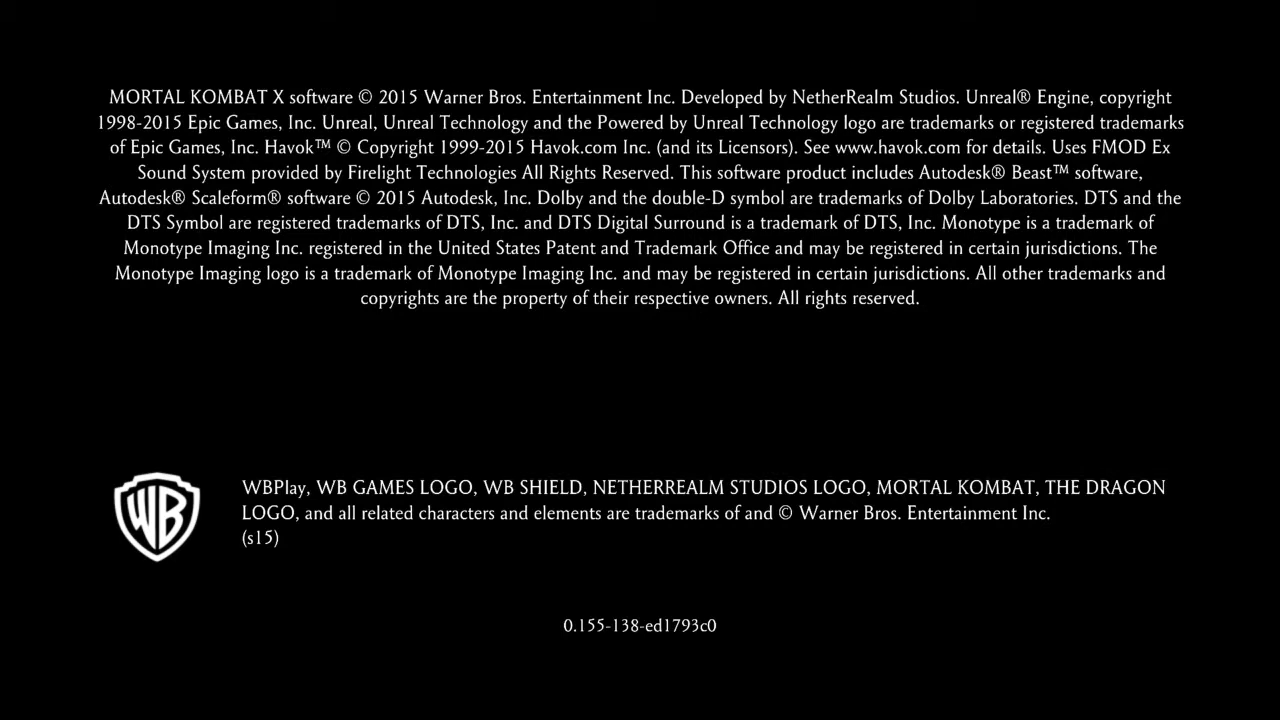 MORTAL KOMBAT X software © 2015 Warner Bros. Entertainment Inc. Developed by NetherRealm Studios. Unreal® Engine, copyright
1998-2015 Epic Games, Inc. Unreal, Unreal Technology and the Powered by Unreal Technology logo are trademarks or registered trademarks
of Epic Games, Inc. Havok™ © Copyright 1999-2015 Havok.com Inc. (and its Licensors). See www.havok.com for details. Uses FMOD Ex
Sound System provided by Firelight Technologies All Rights Reserved. This software product includes Autodesk® Beast™ software,
Autodesk® Scaleform® software © 2015 Autodesk, Inc. Dolby and the double-D symbol are trademarks of Dolby Laboratories. DTS and the
DTS Symbol are registered trademarks of DTS, Inc. and DTS Digital Surround is a trademark of DTS, Inc. Monotype is a trademark of
Monotype Imaging Inc. registered in the United States Patent and Trademark Office and may be registered in certain jurisdictions. The
Monotype Imaging logo is a trademark of Monotype Imaging Inc. and may be registered in certain jurisdictions. All other trademarks and
copyrights are the property of their respective owners. All rights reserved.
WB
WBPlay, WB GAMES LOGO, WB SHIELD, NETHERREALM STUDIOS LOGO, MORTAL KOMBAT, THE DRAGON
LOGO, and all related characters and elements are trademarks of and © Warner Bros. Entertainment Inc.
(s15)
0.155-138-ed1793c0